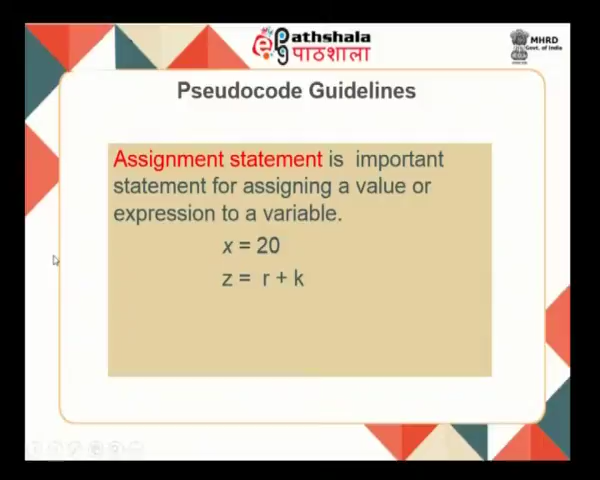 epathshala
पाठशाला
MHRD
Govt. of India
Pseudocode Guidelines
Assignment statement is important
statement for assigning a value or
expression to a variable.
x = 20
z = r + k